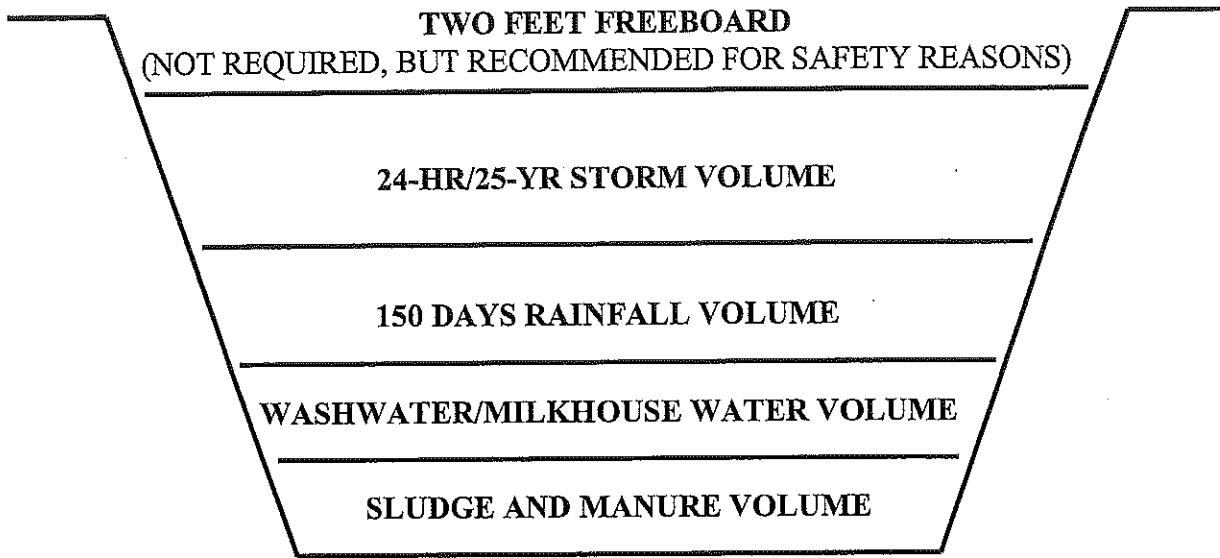 TWO FEET FREEBOARD
(NOT REQUIRED, BUT RECOMMENDED FOR SAFETY REASONS)
24-HR/25-YR STORM VOLUME
150 DAYS RAINFALL VOLUME
WASHWATER/MILKHOUSE WATER VOLUME
SLUDGE AND MANURE VOLUME